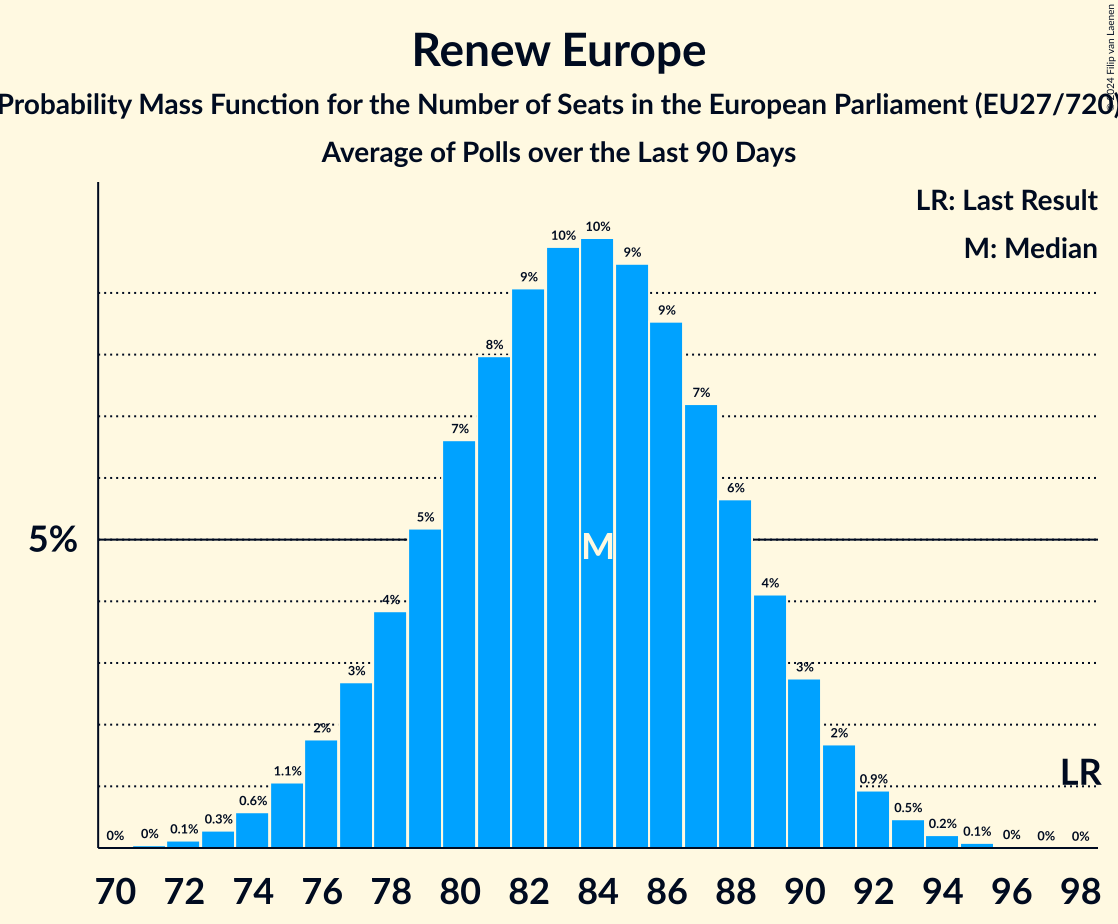 Renew Europe
Probability Mass Function for the Number of Seats in the European Parliament (EU27/720)
Average of Polls over the Last 90 Days
© 2024 Filip van Laenen
LR: Last Result
M: Median
5%
0% 0% 0.1% 0.3% 0.6% 1.1% 2% 3% 4% 5% 7% 8% 9% 10% 10% 9% 9% 7% 6% 4% 3% 2% 0.9% 0.5% 0.2% 0.1% 0% 0% 0%
M
LR
70 72 74 76 78 80 82 84 86 88 90 92 94 96 98